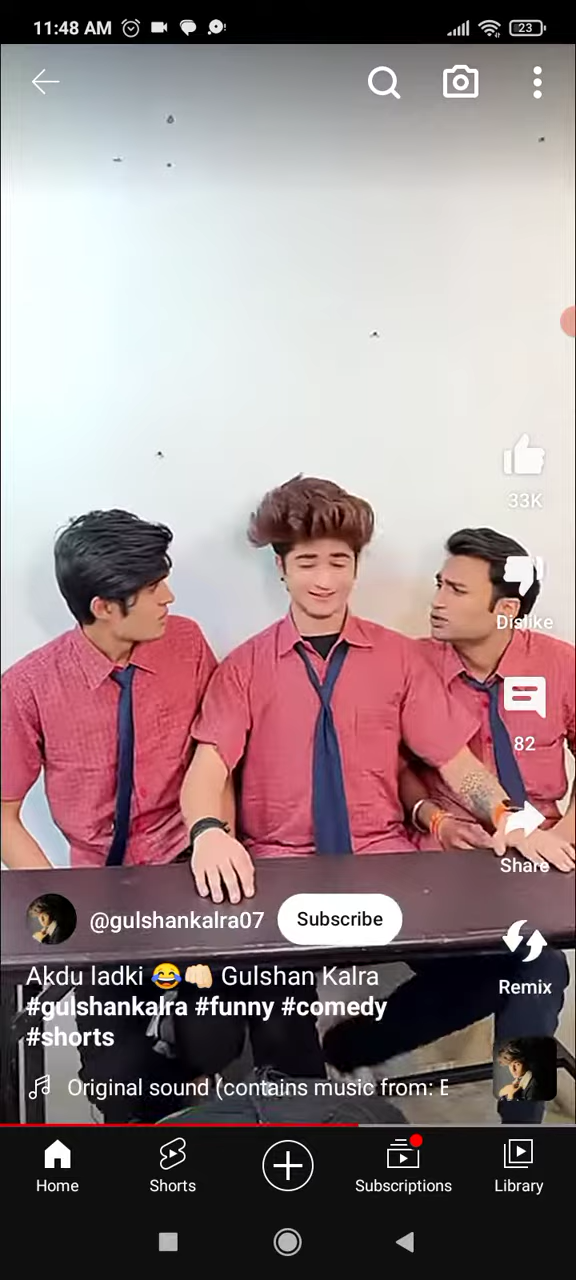 11:48 AM
23
33K
Dislike
82
Share
@gulshankalra07 Subscribe
Akdu ladki 😂👊🏻 Gulshan Kalra
#gulshankalra #funny #comedy
#shorts
Remix
Original sound (contains music from: E
Home
Shorts
Subscriptions
Library